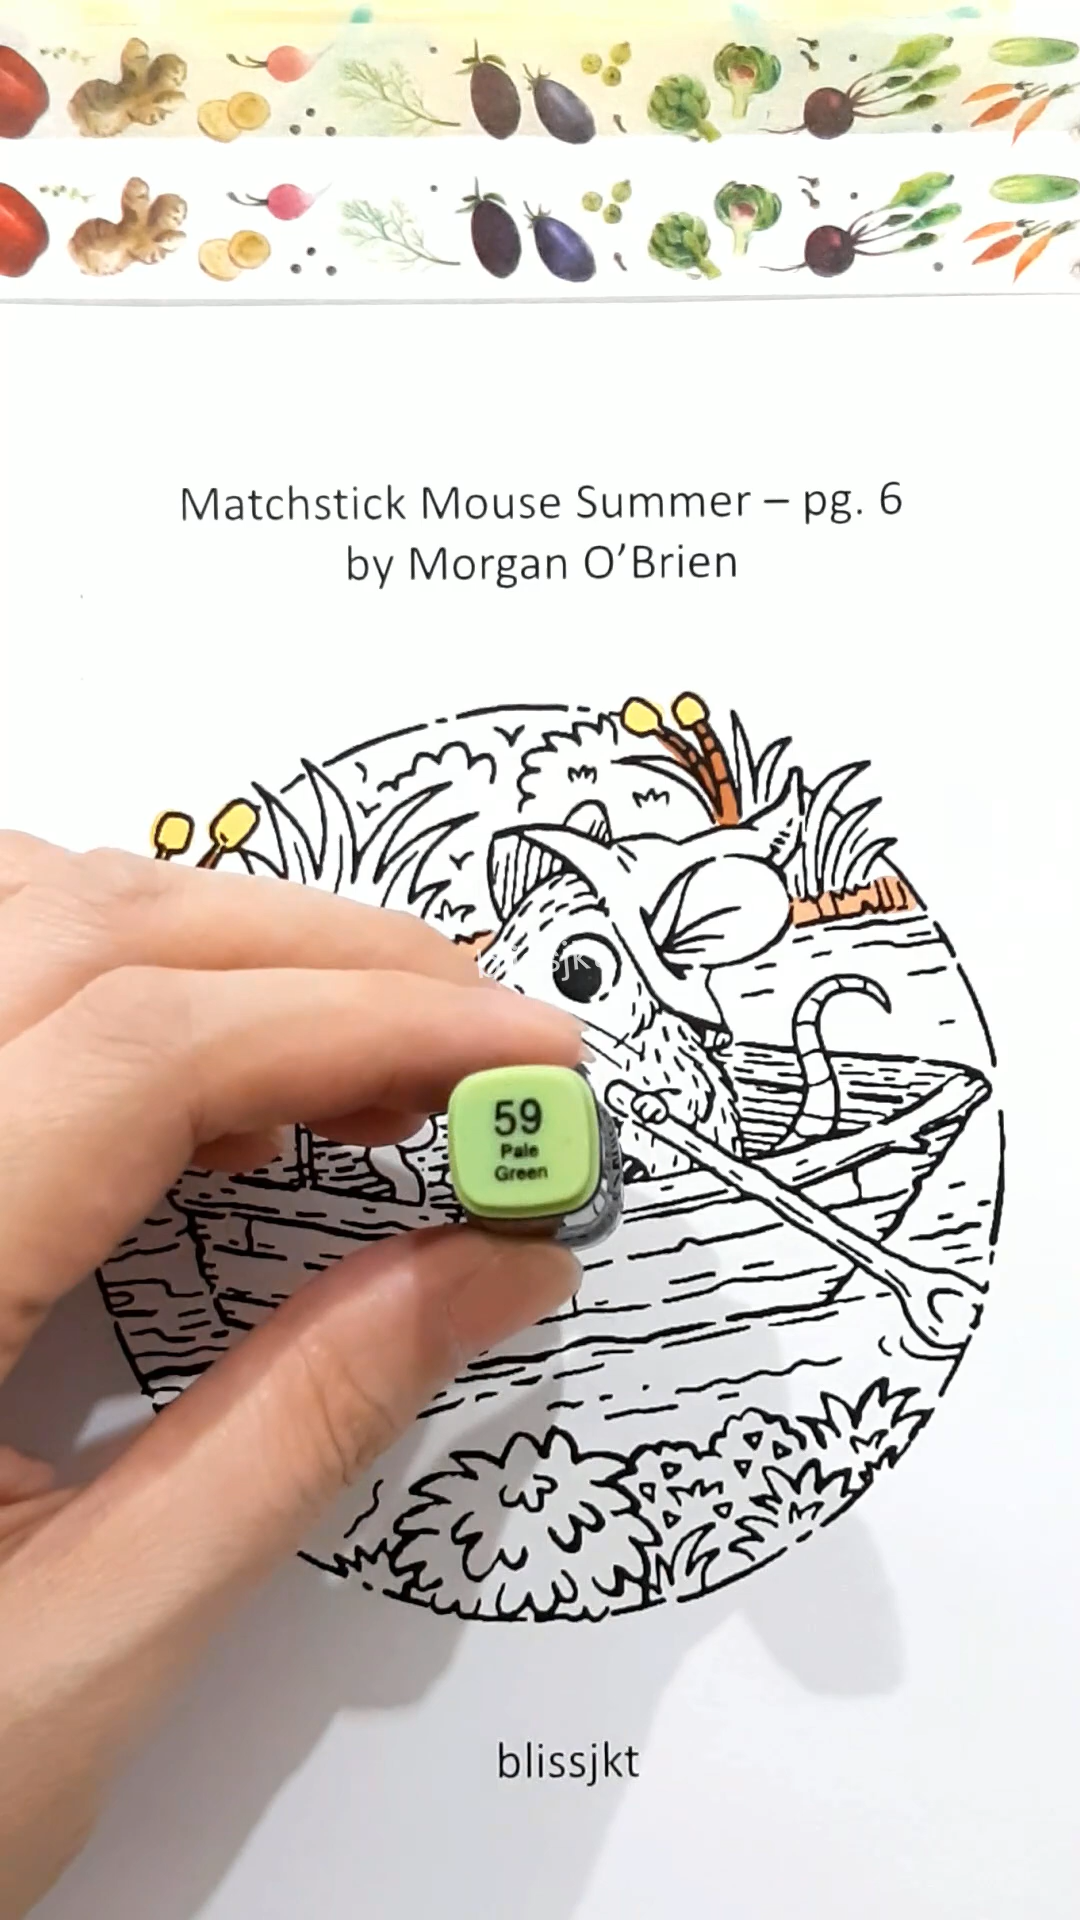 Matchstick Mouse Summer – pg. 6
by Morgan O’Brien
59
Pale
Green
blissjkt